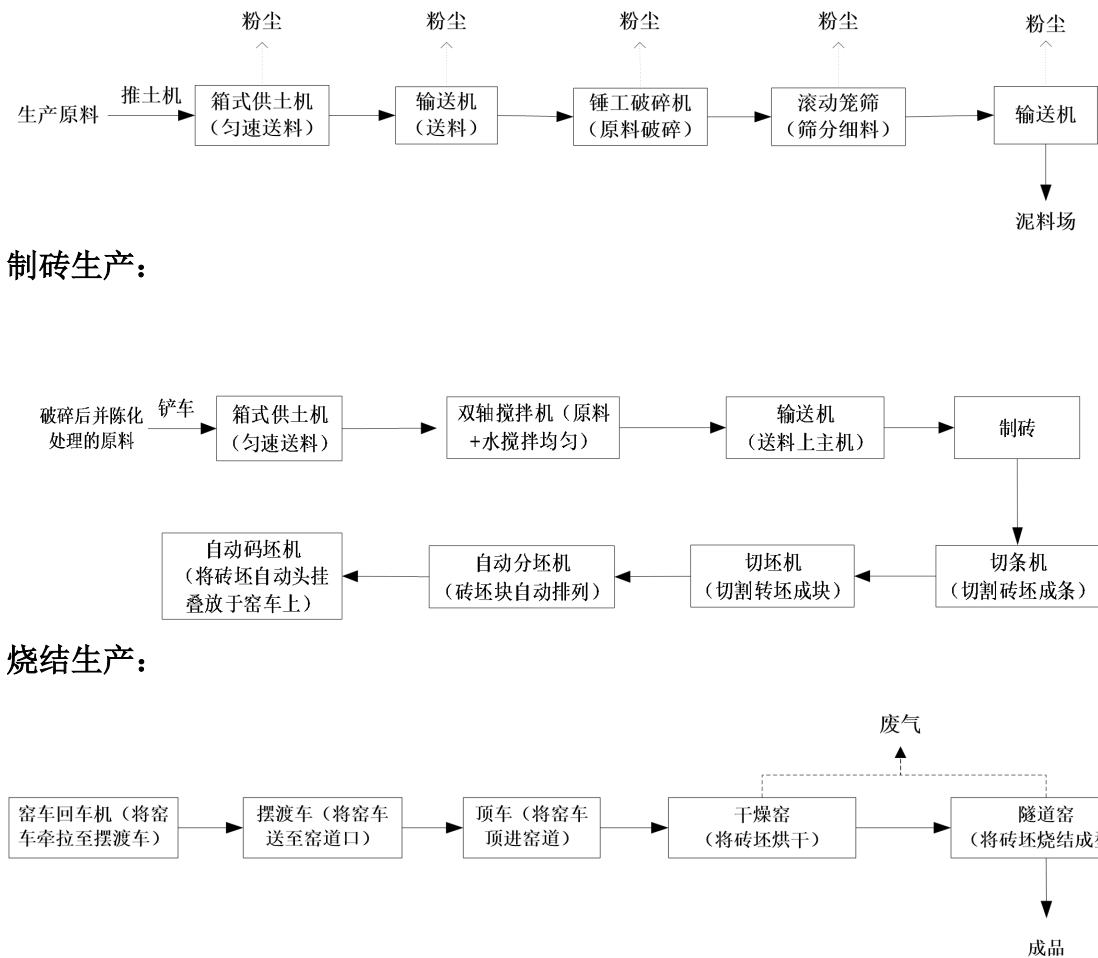 粉尘
粉尘
粉尘
粉尘
粉尘
生产原料
推土机
箱式供土机
（匀速送料）
输送机
（送料）
锤工破碎机
（原料破碎）
滚动笼筛
（筛分细料）
输送机
泥料场
制砖生产：
破碎后并陈化
处理的原料
铲车
箱式供土机
（匀速送料）
双轴搅拌机（原料
+水搅拌均匀）
输送机
（送料上主机）
制砖
切条机
（切割砖坯成条）
切坯机
（切割转坯成块）
自动分坯机
（砖坯块自动排列）
自动码坯机
（将砖坯自动头挂
叠放于窑车上）
烧结生产：
废气
窑车回车机（将窑
车牵拉至摆渡车）
摆渡车（将窑车
送至窑道口）
顶车（将窑车
顶进窑道）
干燥窑
（将砖坯烘干）
隧道窑
（将砖坯烧结成
成品